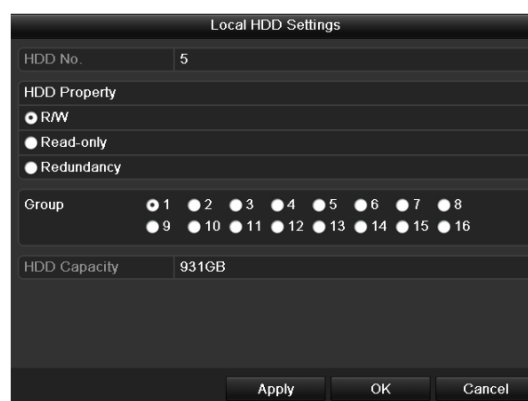 Local HDD Settings
HDD No. 5
HDD Property
R/W
Read-only
Redundancy
Group 1 2 3 4 5 6 7 8
9 10 11 12 13 14 15 16
HDD Capacity 931GB
Apply OK Cancel